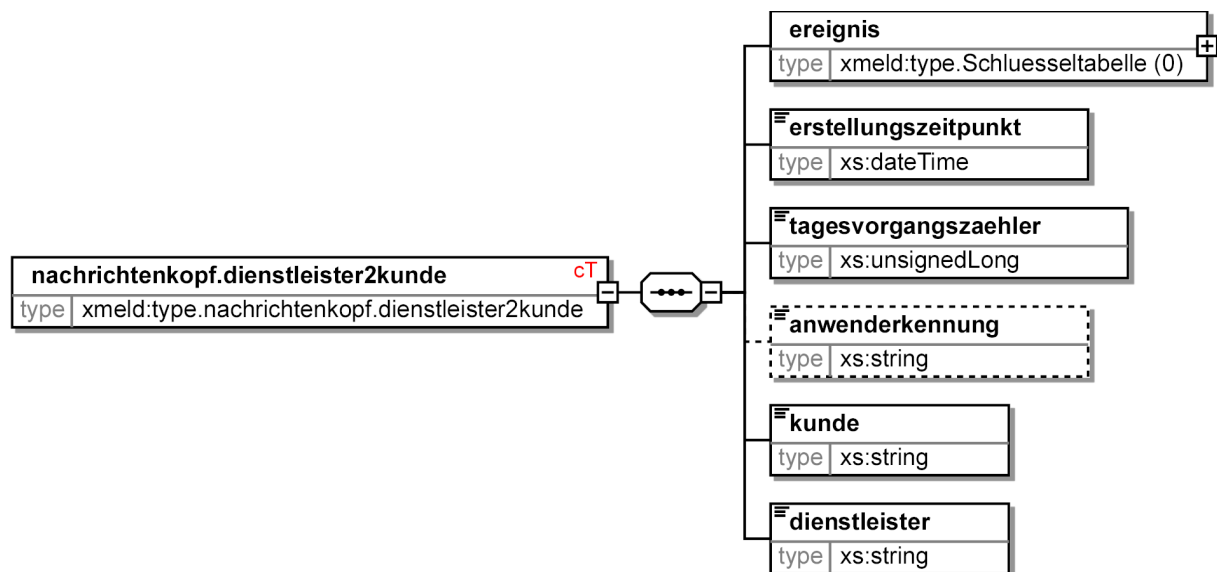 ereignis
type xmeld:type.Schluesseltabelle (0)
erstellungszeitpunkt
type xs:dateTime
tagesvorgangszaehler
type xs:unsignedLong
nachrichtenkopf.dienstleister2kunde cT
type xmeld:type.nachrichtenkopf.dienstleister2kunde
anwenderkennung
type xs:string
kunde
type xs:string
dienstleister
type xs:string